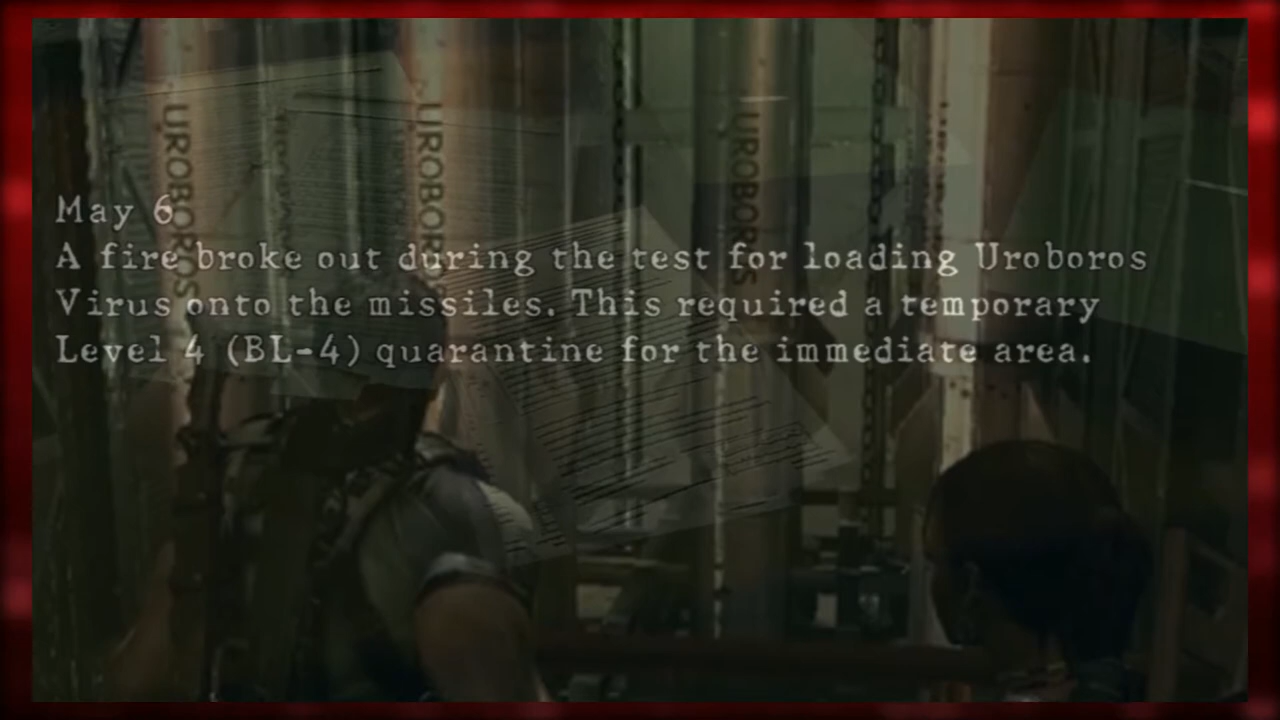 UROBOROS
UROBOROS
UROBOROS
May 6
A fire broke out during the test for loading Uroboros
Virus onto the missiles. This required a temporary
Level 4 (BL-4) quarantine for the immediate area.